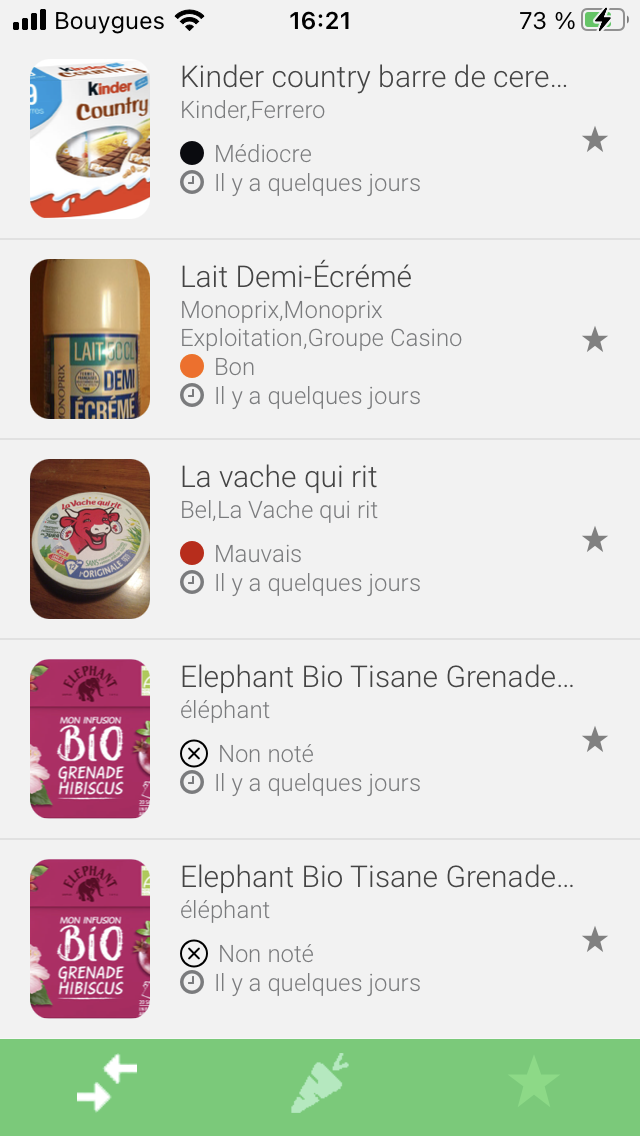 Bouygues 16:21 73 %
Kinder country barre de cere...
Kinder,Ferrero
Médiocre
Il y a quelques jours
kinder
Country
Lait Demi-Écrémé
Monoprix,Monoprix
Exploitation,Groupe Casino
Bon
Il y a quelques jours
LAIT 50CL
DEMI
ÉCRÉMÉ
MONOPRIX
La vache qui rit
Bel,La Vache qui rit
Mauvais
Il y a quelques jours
La Vache qui rit
SANS
l'ORIGINALE
Elephant Bio Tisane Grenade...
éléphant
Non noté
Il y a quelques jours
ELEPHANT
MON INFUSION
BiO
GRENADE
HIBISCUS
Elephant Bio Tisane Grenade...
éléphant
Non noté
Il y a quelques jours
ELEPHANT
MON INFUSION
BiO
GRENADE
HIBISCUS